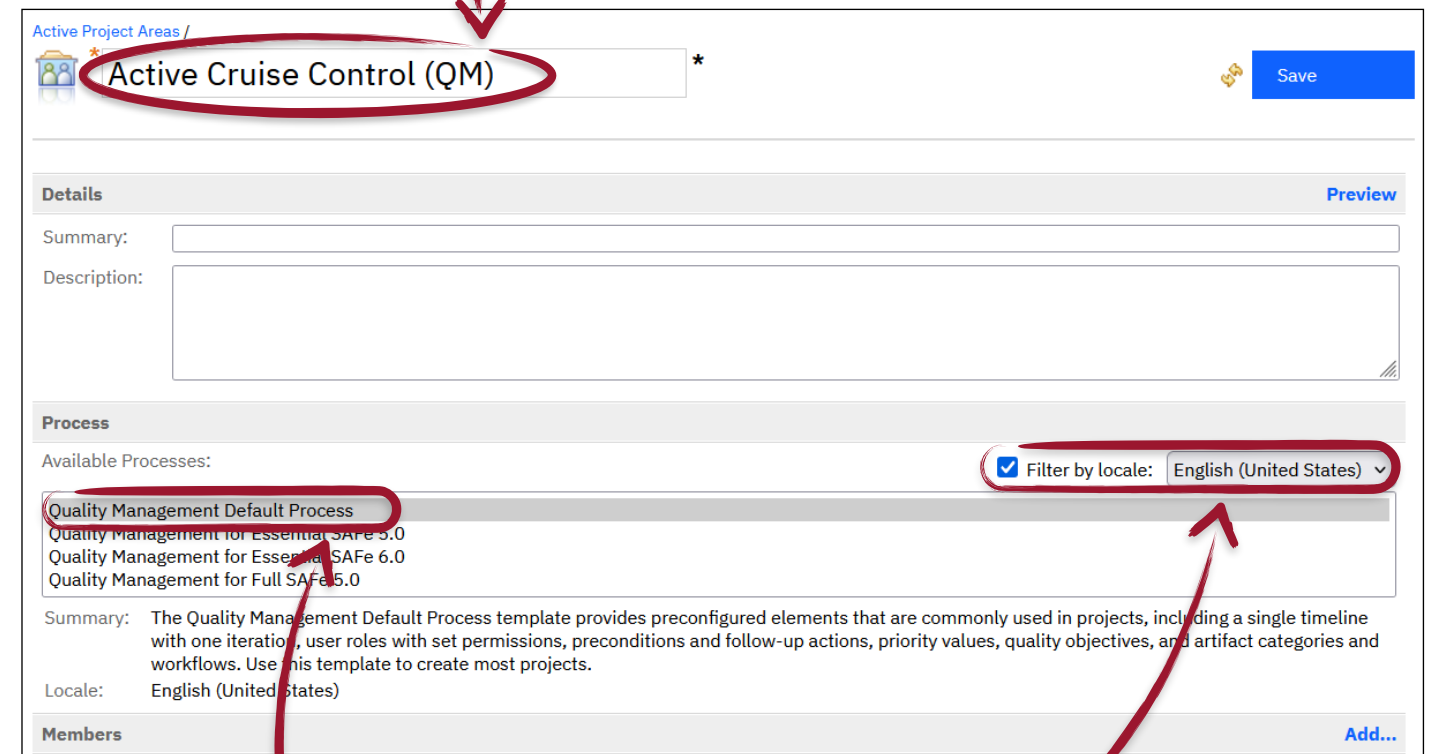 Active Project Areas /
* Active Cruise Control (QM) *
Save
Details Preview
Summary:
Description:
Process
Available Processes: Filter by locale: English (United States)
Quality Management Default Process
Quality Management for Essential SAFe 5.0
Quality Management for Essential SAFe 6.0
Quality Management for Full SAFe 5.0
Summary: The Quality Management Default Process template provides preconfigured elements that are commonly used in projects, including a single timeline
with one iteration, user roles with set permissions, preconditions and follow-up actions, priority values, quality objectives, and artifact categories and
workflows. Use this template to create most projects.
Locale: English (United States)
Members Add...